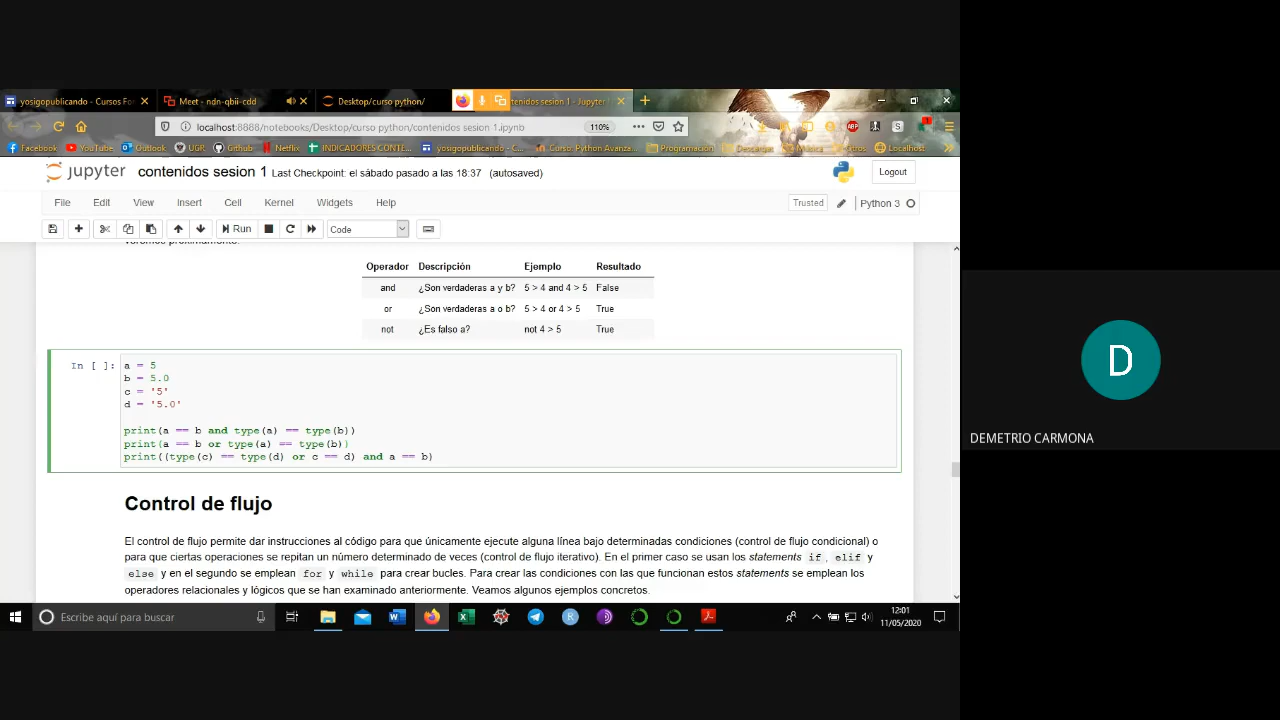 yosigopublicando - Cursos For
Meet - ndn-qbii-cdd
Desktop/curso python/
ntenidos sesion 1 - Jupyter
localhost:8888/notebooks/Desktop/curso python/contenidos sesion 1.ipynb
110%
Facebook
YouTube
Outlook
UGR
Github
Netflix
INDICADORES CONTE...
yosigopublicando - C...
Curso: Python Avanza...
Programación
Descargas
Música
Otros
Localhost
jupyter
contenidos sesion 1 Last Checkpoint: el sábado pasado a las 18:37 (autosaved)
Logout
File Edit View Insert Cell Kernel Widgets Help
Trusted
Python 3
Run
Code
veremos próximamente.
Operador Descripción Ejemplo Resultado
and ¿Son verdaderas a y b? 5 > 4 and 4 > 5 False
or ¿Son verdaderas a o b? 5 > 4 or 4 > 5 True
not ¿Es falso a? not 4 > 5 True
In [ ]: a = 5
b = 5.0
c = '5'
d = '5.0'
print(a == b and type(a) == type(b))
print(a == b or type(a) == type(b))
print((type(c) == type(d) or c == d) and a == b)
Control de flujo
El control de flujo permite dar instrucciones al código para que únicamente ejecute alguna línea bajo determinadas condiciones (control de flujo condicional) o
para que ciertas operaciones se repitan un número determinado de veces (control de flujo iterativo). En el primer caso se usan los statements if, elif y
else y en el segundo se emplean for y while para crear bucles. Para crear las condiciones con las que funcionan estos statements se emplean los
operadores relacionales y lógicos que se han examinado anteriormente. Veamos algunos ejemplos concretos.
Escribe aquí para buscar
12:01
11/05/2020
D
DEMETRIO CARMONA